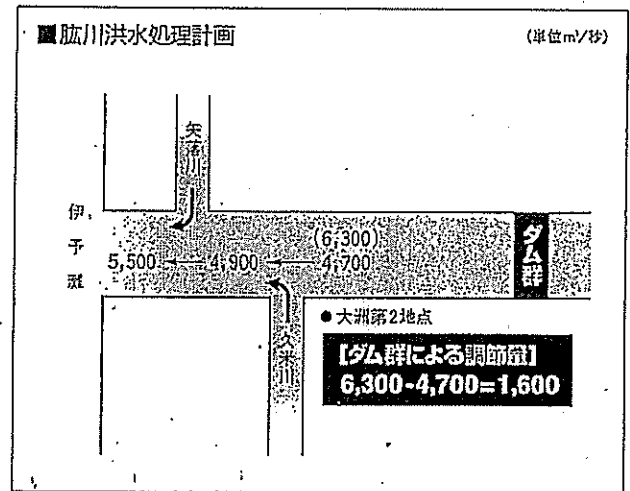 ■肱川洪水処理計画
(単位m³/秒)
矢落川
伊予灘
(6,300)
5,500 ← 4,900 ← 4,700
ダム群
久米川
●大洲第2地点
【ダム群による調節量】
6,300-4,700=1,600